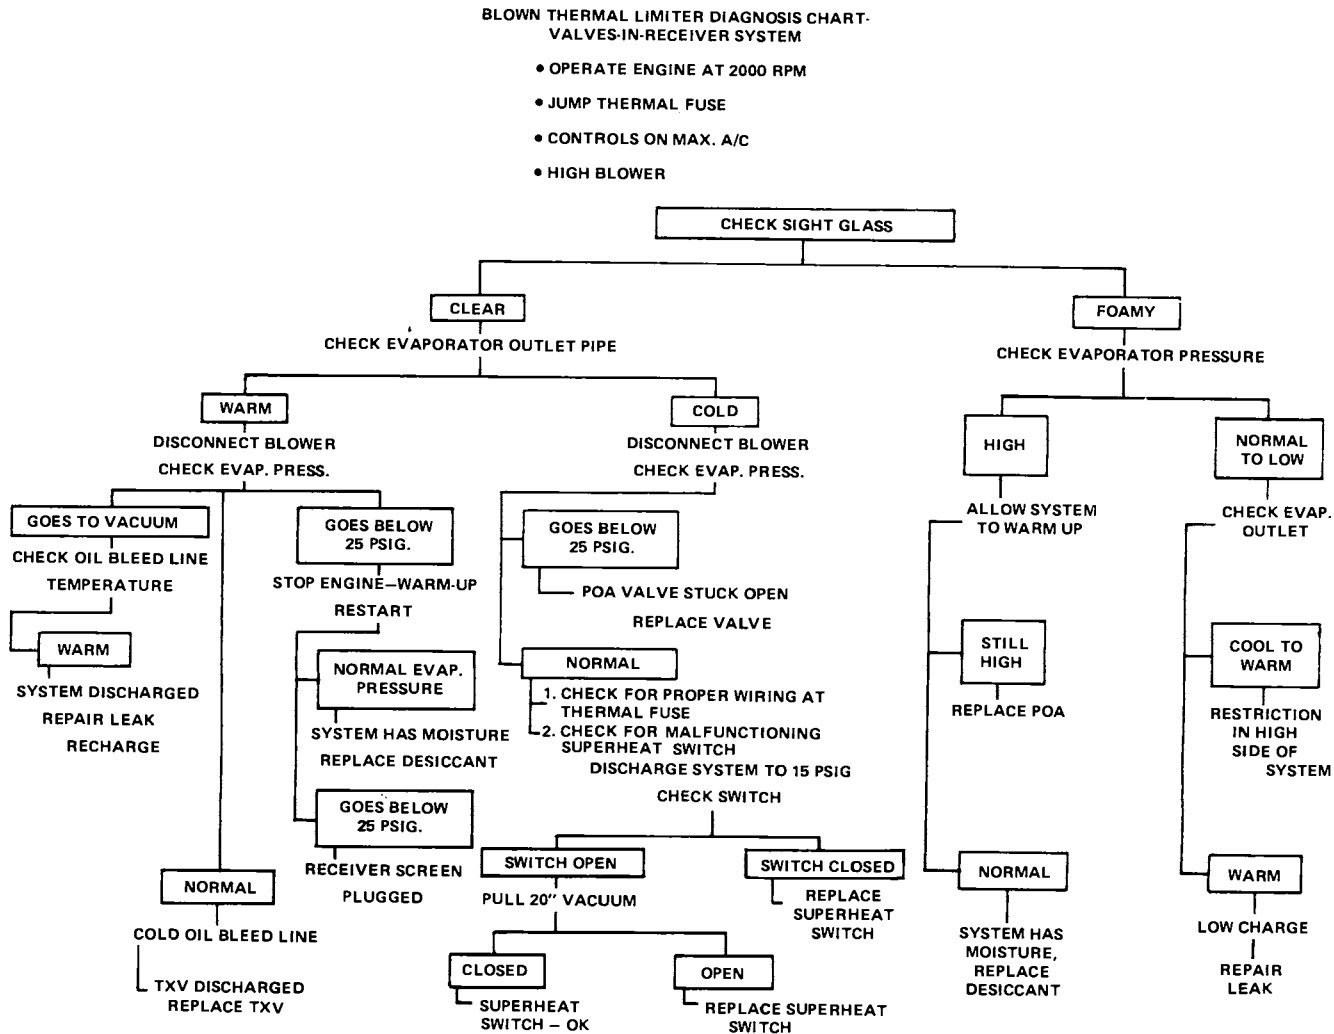 BLOWN THERMAL LIMITER DIAGNOSIS CHART-
VALVES-IN-RECEIVER SYSTEM
• OPERATE ENGINE AT 2000 RPM
• JUMP THERMAL FUSE
• CONTROLS ON MAX. A/C
• HIGH BLOWER
CHECK SIGHT GLASS
CLEAR
CHECK EVAPORATOR OUTLET PIPE
WARM
DISCONNECT BLOWER
CHECK EVAP. PRESS.
GOES TO VACUUM
CHECK OIL BLEED LINE
TEMPERATURE
WARM
SYSTEM DISCHARGED
REPAIR LEAK
RECHARGE
NORMAL
COLD OIL BLEED LINE
TXV DISCHARGED
REPLACE TXV
GOES BELOW
25 PSIG.
STOP ENGINE—WARM-UP
RESTART
NORMAL EVAP.
PRESSURE
SYSTEM HAS MOISTURE
REPLACE DESICCANT
GOES BELOW
25 PSIG.
RECEIVER SCREEN
PLUGGED
COLD
DISCONNECT BLOWER
CHECK EVAP. PRESS.
GOES BELOW
25 PSIG.
POA VALVE STUCK OPEN
REPLACE VALVE
NORMAL
1. CHECK FOR PROPER WIRING AT
THERMAL FUSE
2. CHECK FOR MALFUNCTIONING
SUPERHEAT SWITCH
DISCHARGE SYSTEM TO 15 PSIG
CHECK SWITCH
SWITCH OPEN
PULL 20" VACUUM
CLOSED
SUPERHEAT
SWITCH – OK
OPEN
REPLACE SUPERHEAT
SWITCH
SWITCH CLOSED
REPLACE
SUPERHEAT
SWITCH
FOAMY
CHECK EVAPORATOR PRESSURE
HIGH
ALLOW SYSTEM
TO WARM UP
STILL
HIGH
REPLACE POA
NORMAL
SYSTEM HAS
MOISTURE,
REPLACE
DESICCANT
NORMAL
TO LOW
CHECK EVAP.
OUTLET
COOL TO
WARM
RESTRICTION
IN HIGH
SIDE OF
SYSTEM
WARM
LOW CHARGE
REPAIR
LEAK